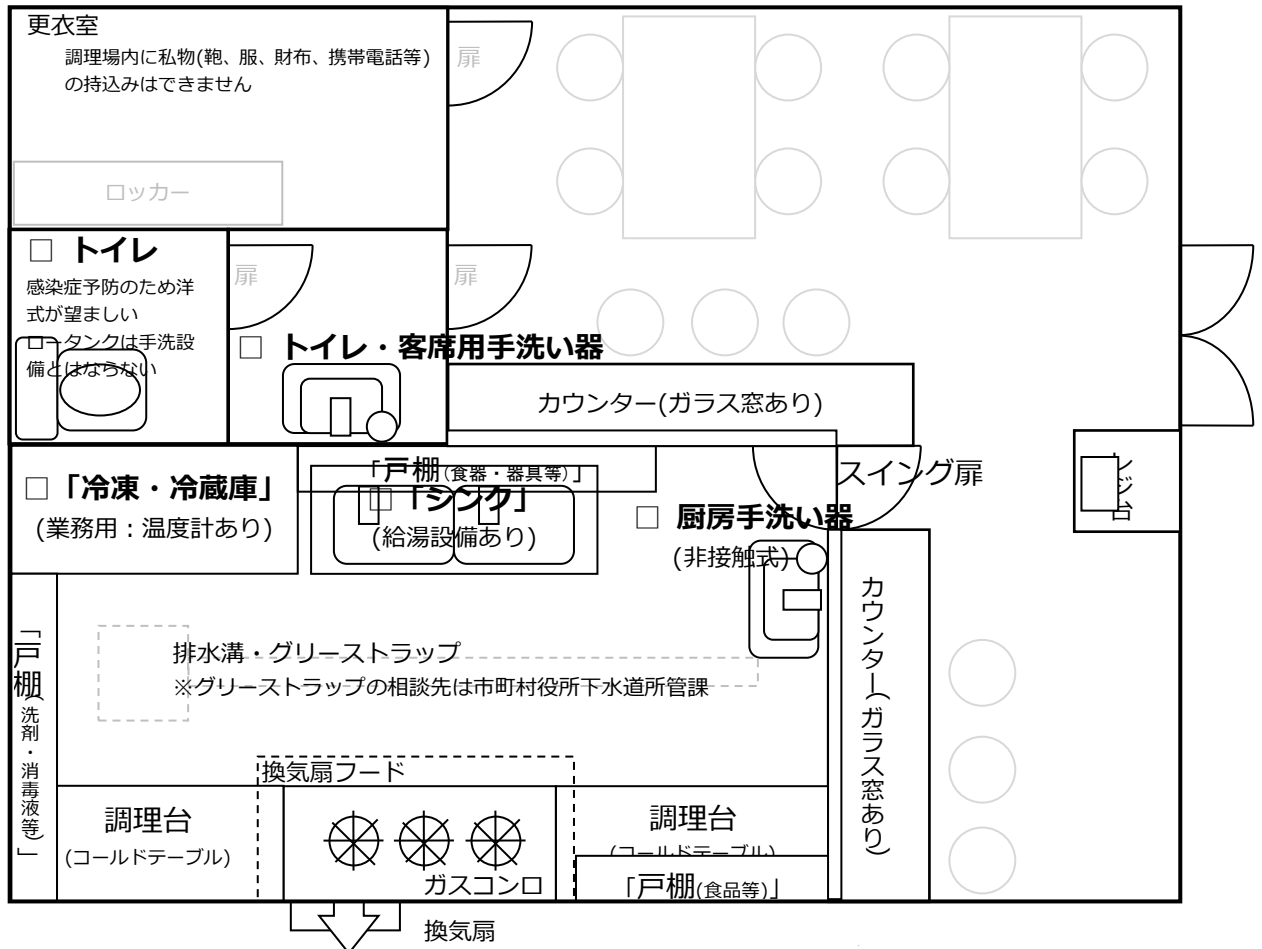 更衣室
調理場内に私物(鞄、服、財布、携帯電話等)
の持込みはできません
扉
ロッカー
□ トイレ
感染症予防のため洋
式が望ましい
ロータンクは手洗設
備とはならない
扉
扉
□ トイレ・客席用手洗い器
カウンター(ガラス窓あり)
□ 「冷凍・冷蔵庫」
(業務用：温度計あり)
「戸棚(食器・器具等)」
□ 「シンク」
(給湯設備あり)
スイング扉
レジ台
□ 厨房手洗い器
(非接触式)
カウンター(ガラス窓あり)
「戸棚(洗剤・消毒液等)」
排水溝・グリーストラップ
※グリーストラップの相談先は市町村役所下水道所管課
換気扇フード
調理台
(コールドテーブル)
ガスコンロ
調理台
(コールドテーブル)
「戸棚(食品等)」
換気扇